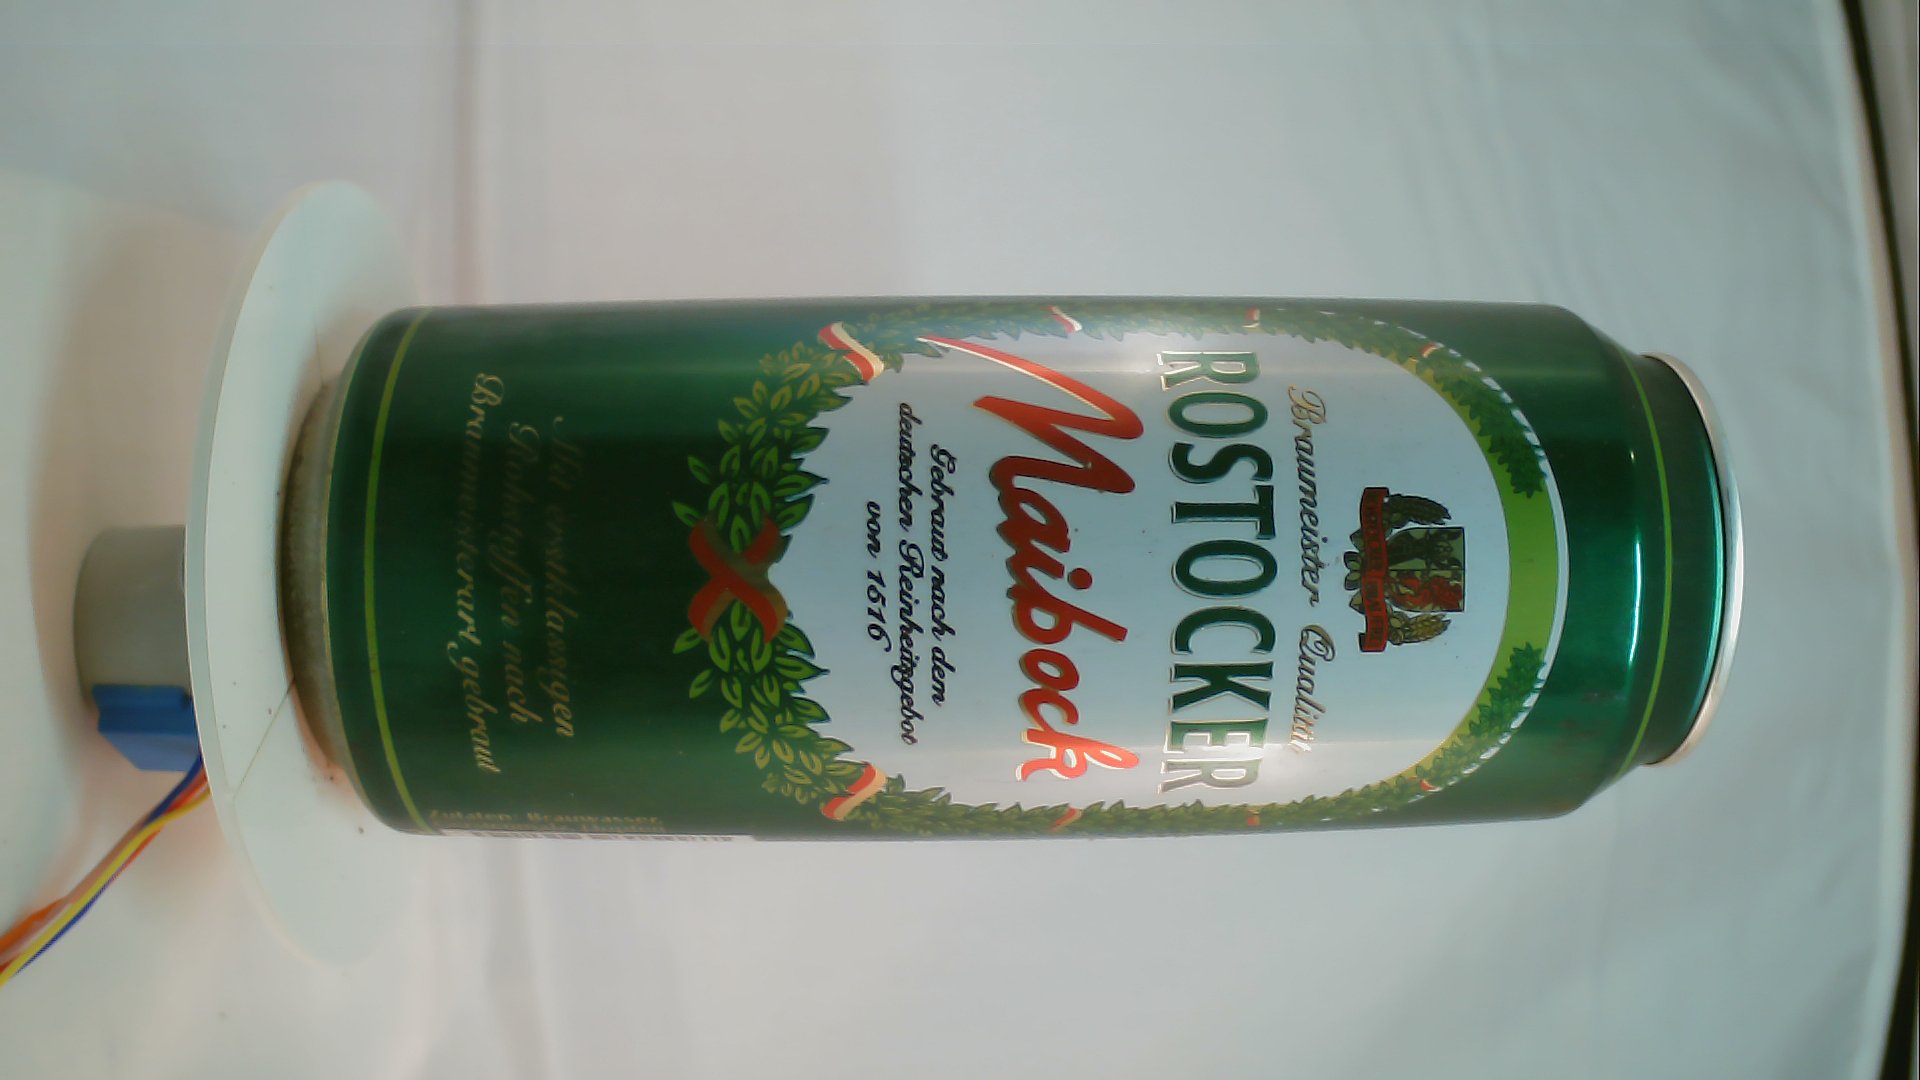 Braumeister Qualität
ROSTOCKER
Maibock
Gebraut nach dem
deutschen Reinheitsgebot
von 1516
Mit erstklassigen
Rohstoffen nach
Braumeisterart gebraut
Zutaten: Brauwasser,
Hopfen